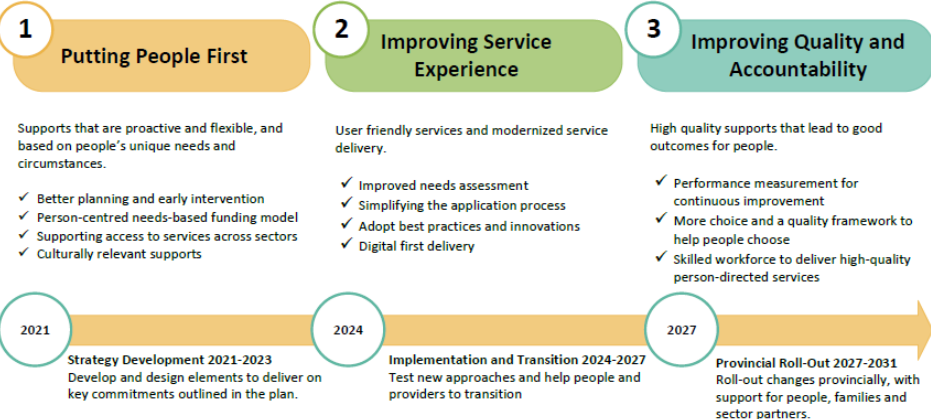 1
Putting People First
Supports that are proactive and flexible, and
based on people's unique needs and
circumstances.
✓ Better planning and early intervention
✓ Person-centred needs-based funding model
✓ Supporting access to services across sectors
✓ Culturally relevant supports
2
Improving Service
Experience
User friendly services and modernized service
delivery.
✓ Improved needs assessment
✓ Simplifying the application process
✓ Adopt best practices and innovations
✓ Digital first delivery
3
Improving Quality and
Accountability
High quality supports that lead to good
outcomes for people.
✓ Performance measurement for
continuous improvement
✓ More choice and a quality framework to
help people choose
✓ Skilled workforce to deliver high-quality
person-directed services
2021
Strategy Development 2021-2023
Develop and design elements to deliver on
key commitments outlined in the plan.
2024
Implementation and Transition 2024-2027
Test new approaches and help people and
providers to transition
2027
Provincial Roll-Out 2027-2031
Roll-out changes provincially, with
support for people, families and
sector partners.